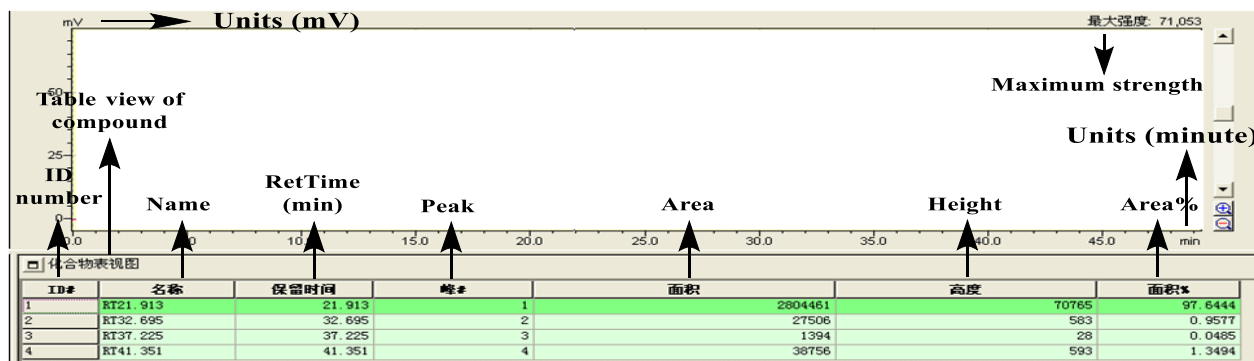 mV Units (mV) 最大强度: 71,053
Maximum strength
Table view of
compound
Units (minute)
25
ID
number
Name
RetTime
(min)
Peak
Area
Height
Area%
0
15.0 20.0 25.0 30.0 35.0 40.0 45.0 min
化合物表视图
ID# 名称 保留时间 峰# 面积 高度 面积%
1 RT21.913 21.913 1 2804461 70765 97.6444
2 RT32.695 32.695 2 27506 583 0.9577
3 RT37.225 37.225 3 1394 28 0.0485
4 RT41.351 41.351 4 38756 593 1.3494